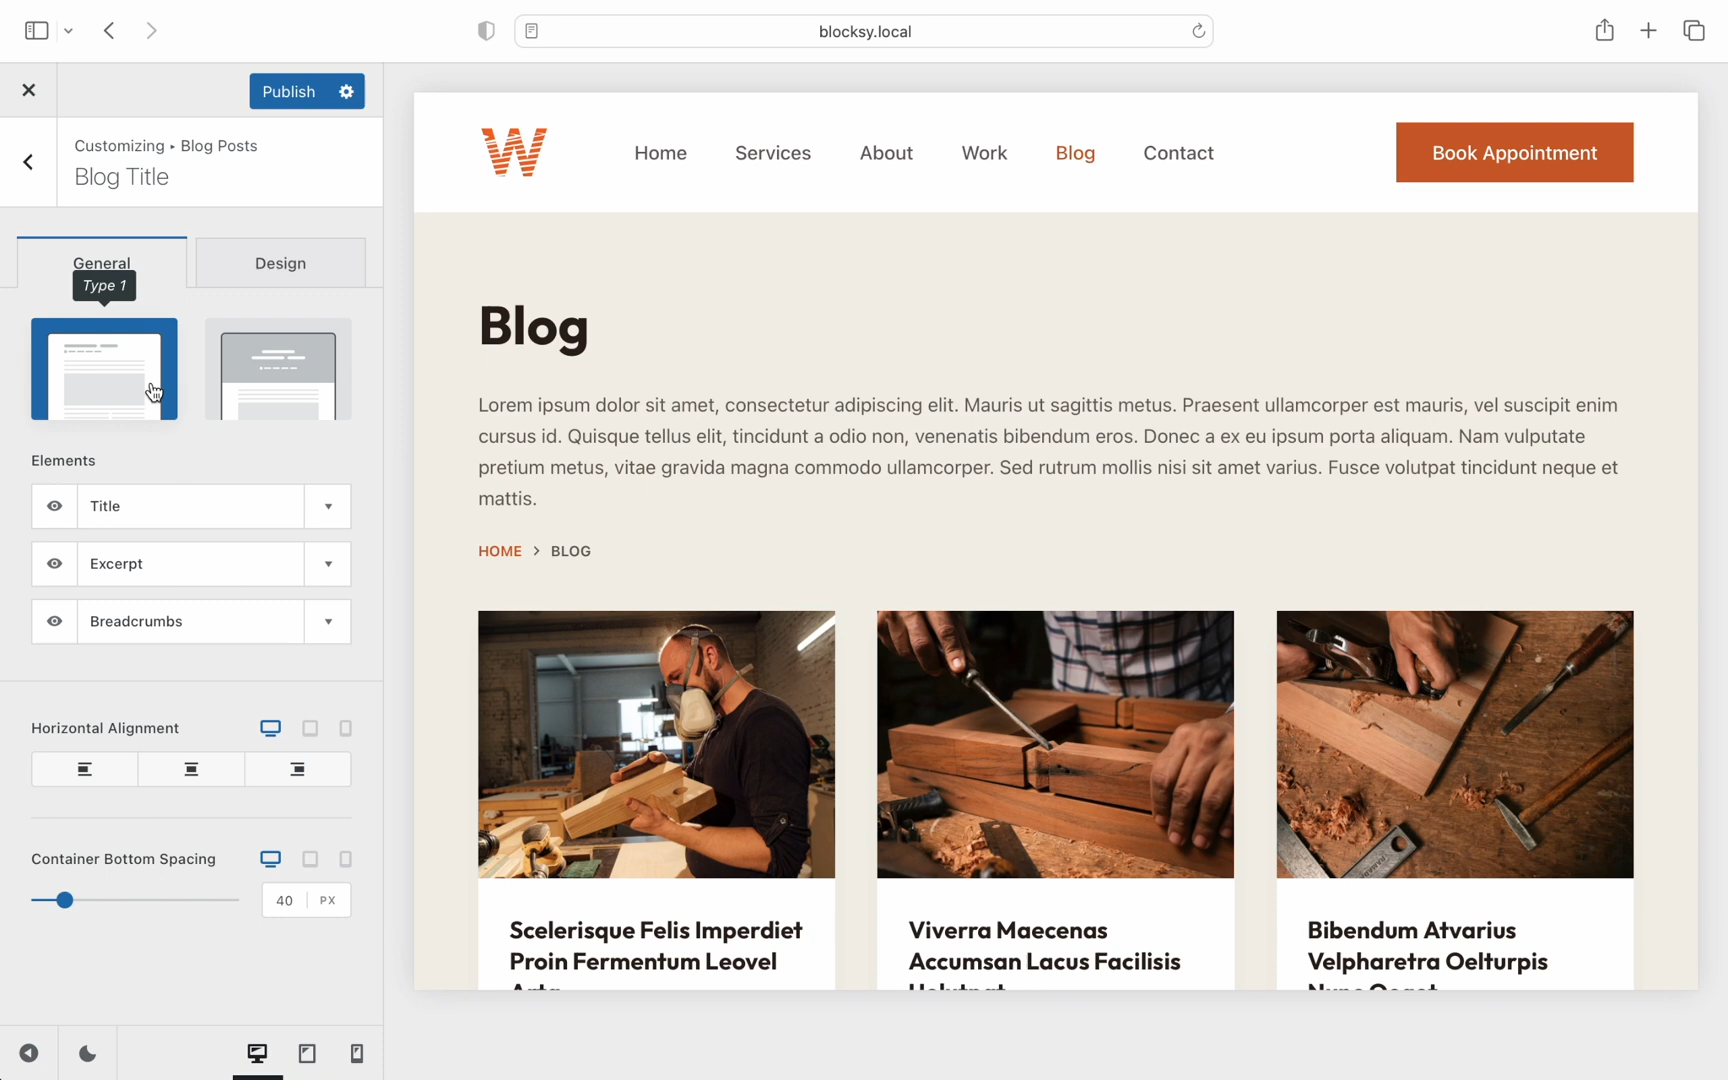 blocksy.local
Publish
Customizing ▸ Blog Posts
Blog Title
General
Design
Type 1
Elements
Title
Excerpt
Breadcrumbs
Horizontal Alignment
Container Bottom Spacing
40 PX
W
Home
Services
About
Work
Blog
Contact
Book Appointment
Blog
Lorem ipsum dolor sit amet, consectetur adipiscing elit. Mauris ut sagittis metus. Praesent ullamcorper est mauris, vel suscipit enim
cursus id. Quisque tellus elit, tincidunt a odio non, venenatis bibendum eros. Donec a ex eu ipsum porta aliquam. Nam vulputate
pretium metus, vitae gravida magna commodo ullamcorper. Sed rutrum mollis nisi sit amet varius. Fusce volutpat tincidunt neque et
mattis.
HOME > BLOG
Scelerisque Felis Imperdiet
Proin Fermentum Leovel
Viverra Maecenas
Accumsan Lacus Facilisis
Bibendum Atvarius
Velpharetra Oelturpis